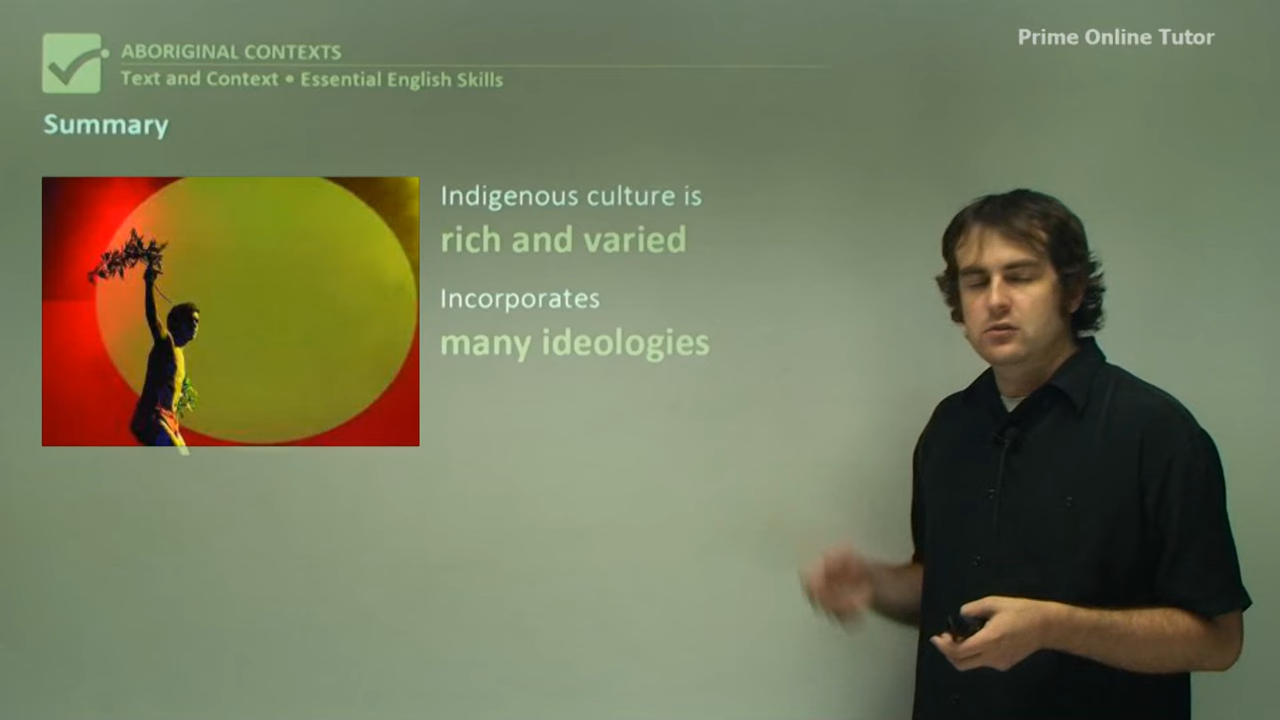 Prime Online Tutor
ABORIGINAL CONTEXTS
Text and Context • Essential English Skills
Summary
Indigenous culture is
rich and varied
Incorporates
many ideologies